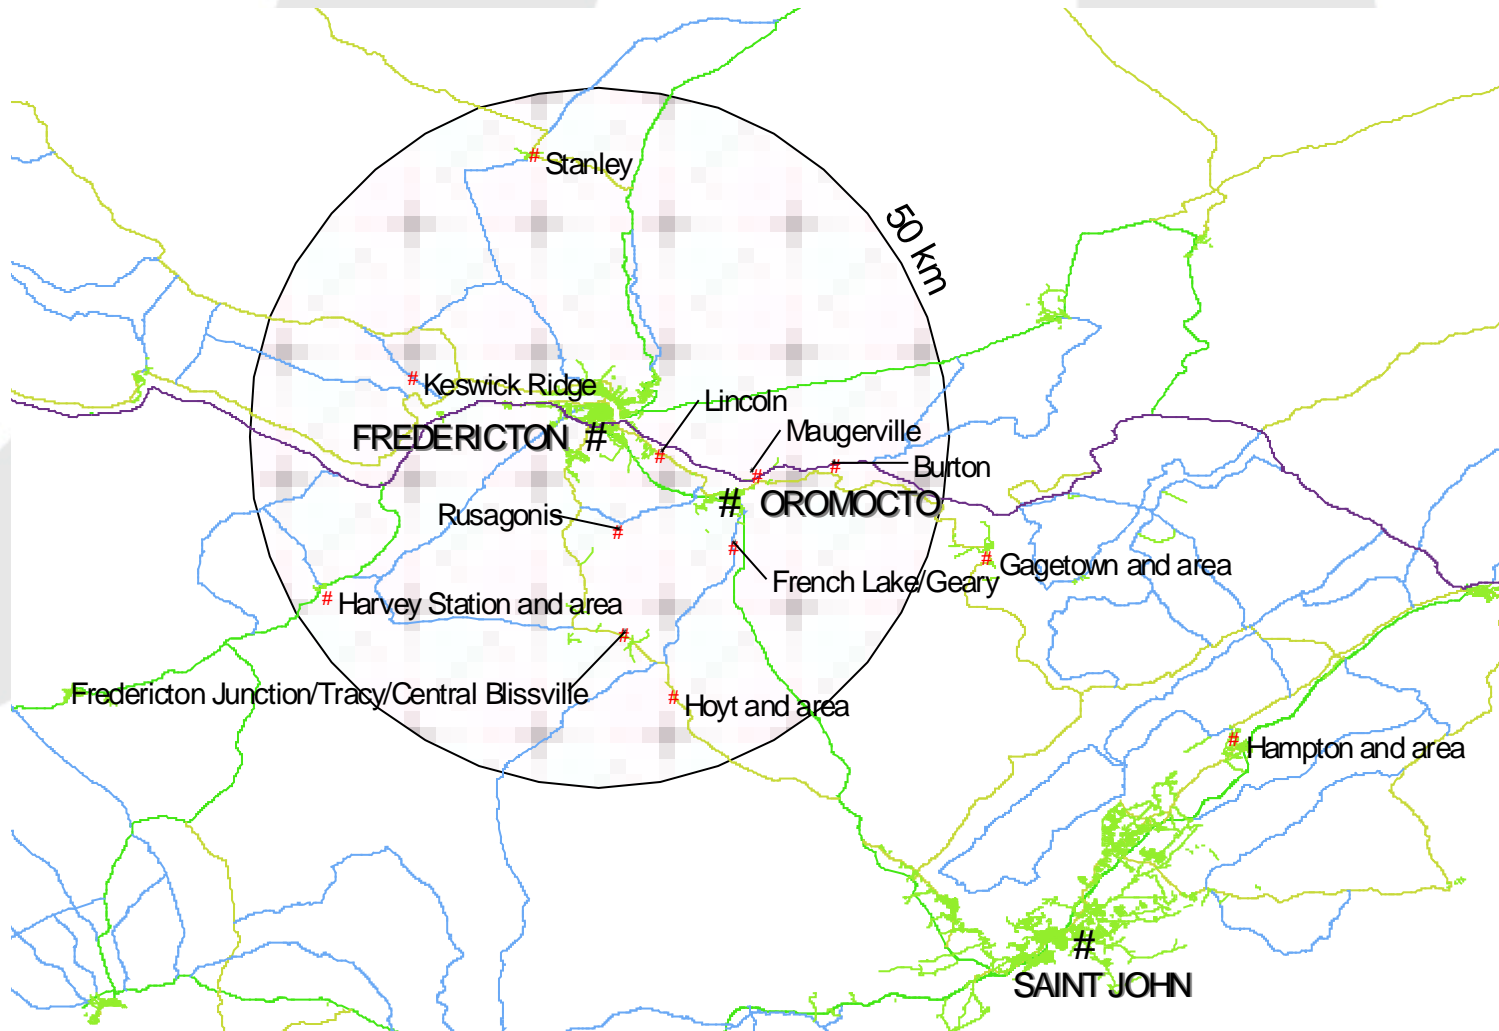 Stanley
50 km
Keswick Ridge
Lincoln
FREDERICTON
Maugerville
Burton
OROMOCTO
Rusagonis
Gagetown and area
French Lake/Geary
Harvey Station and area
Fredericton Junction/Tracy/Central Blissville
Hoyt and area
Hampton and area
SAINT JOHN